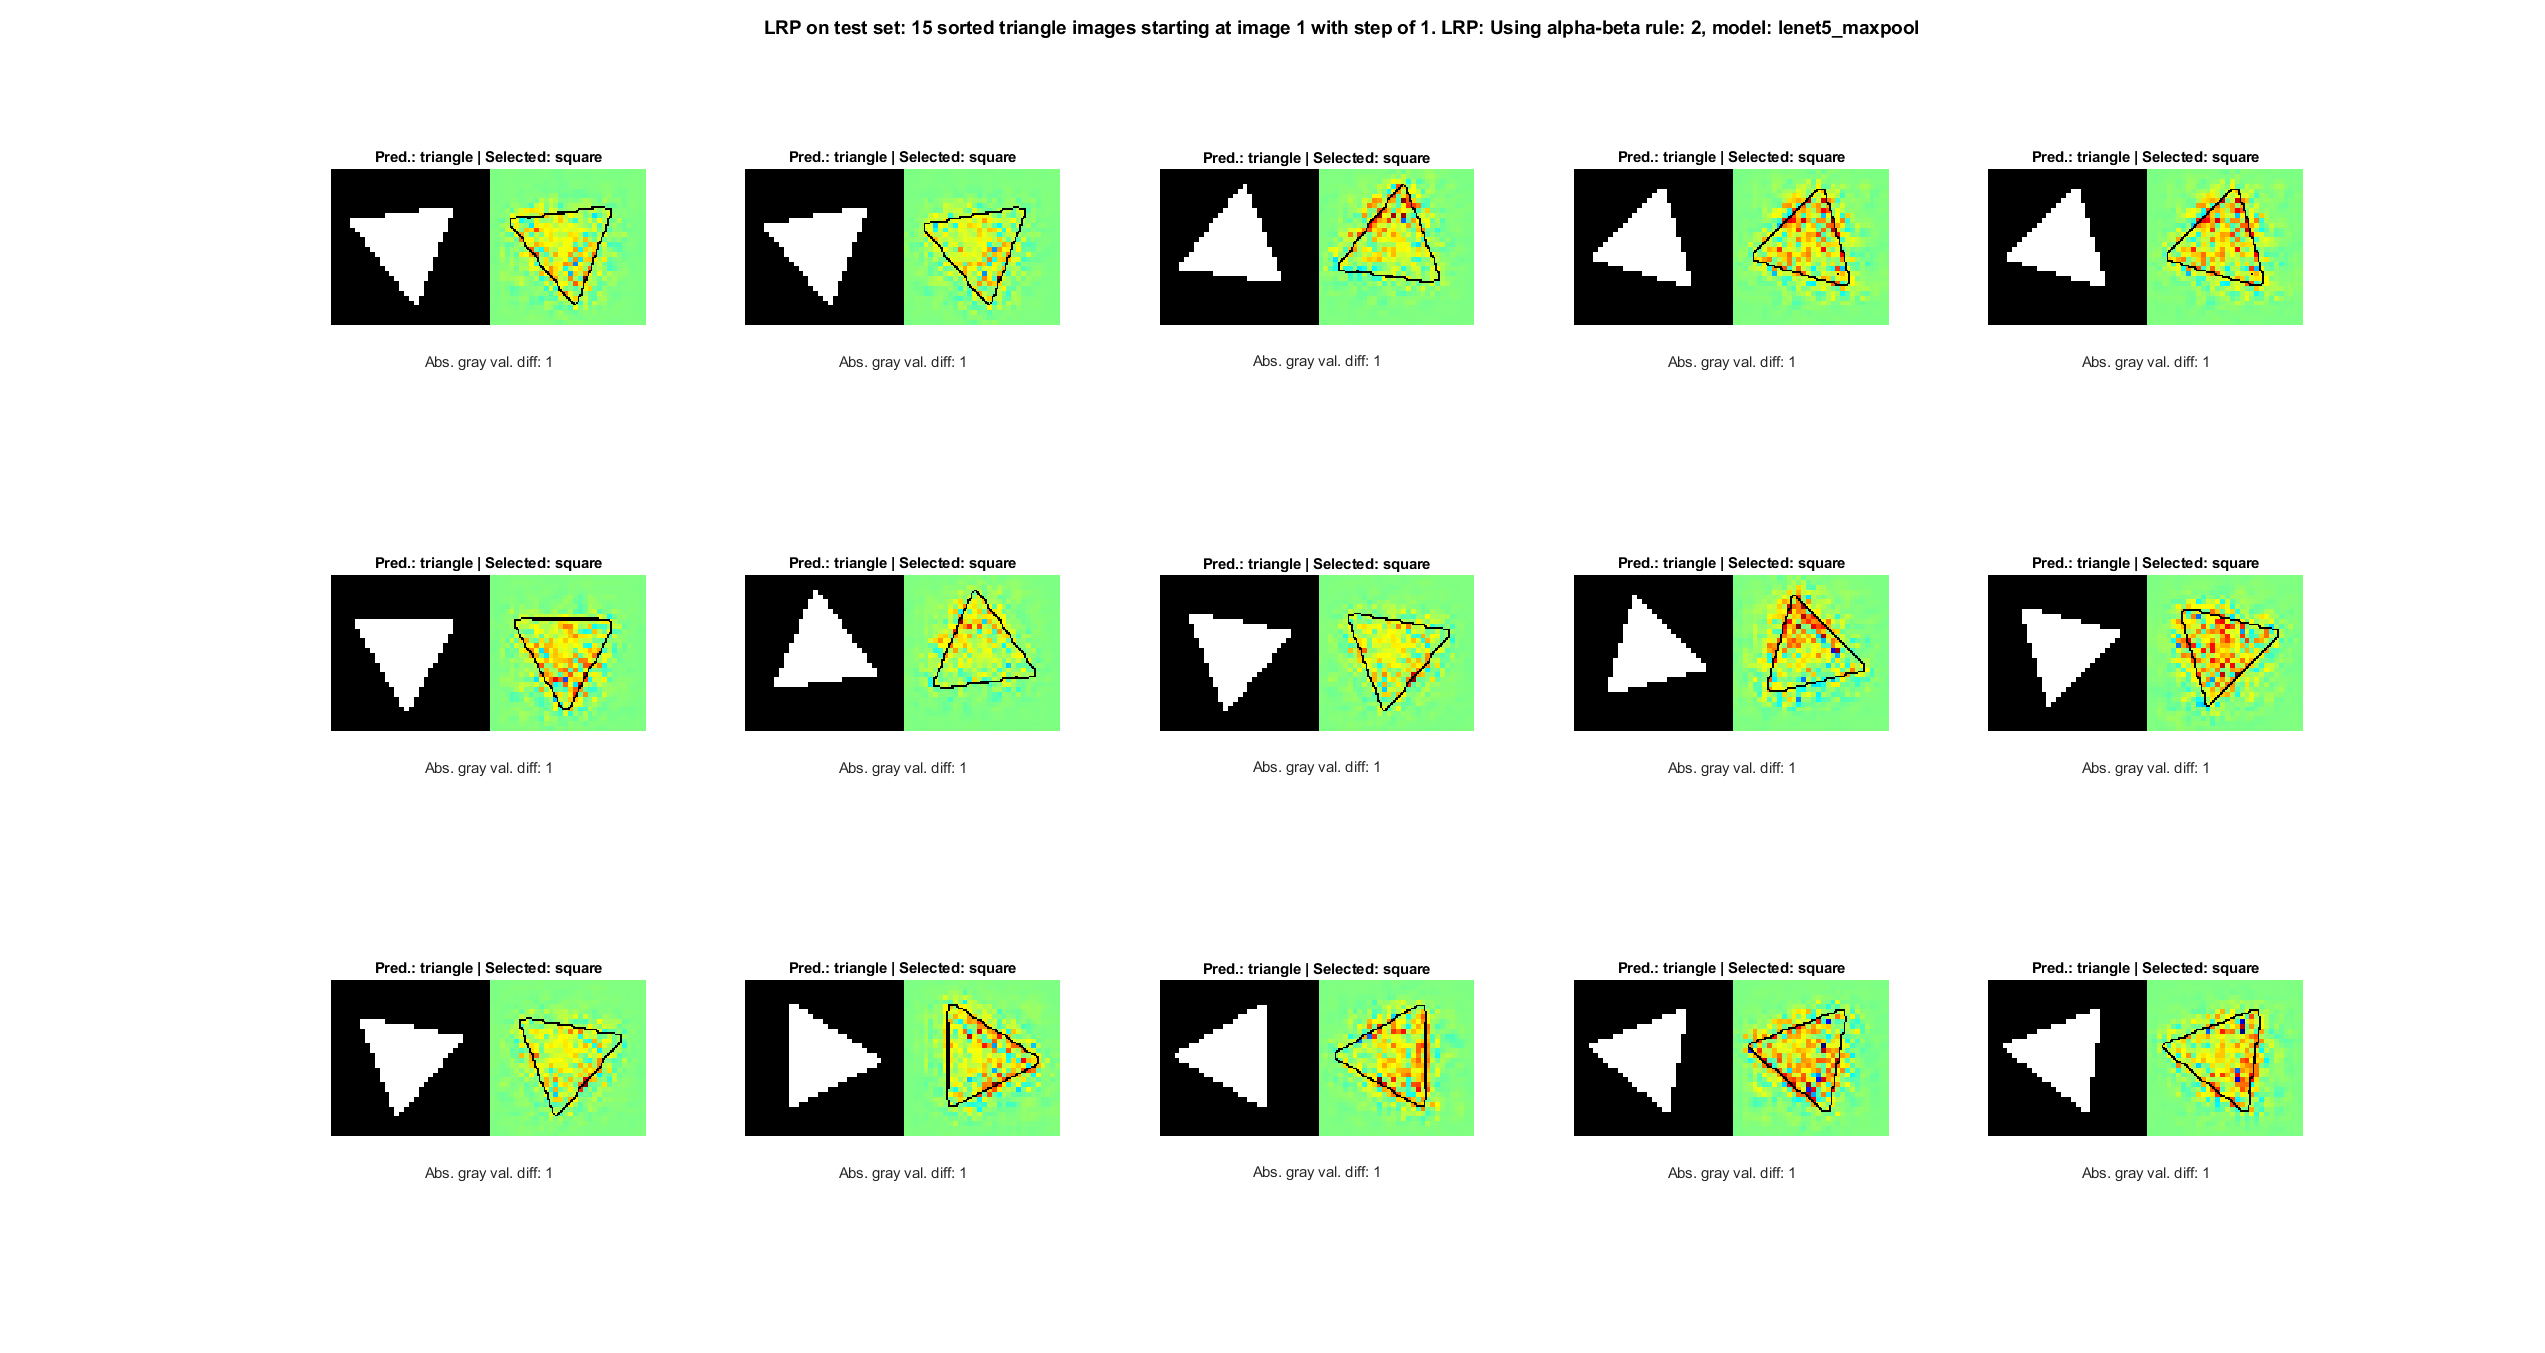 LRP on test set: 15 sorted triangle images starting at image 1 with step of 1. LRP: Using alpha-beta rule: 2, model: lenet5_maxpool
Pred.: triangle | Selected: square
Pred.: triangle | Selected: square
Pred.: triangle | Selected: square
Pred.: triangle | Selected: square
Pred.: triangle | Selected: square
Abs. gray val. diff: 1
Abs. gray val. diff: 1
Abs. gray val. diff: 1
Abs. gray val. diff: 1
Abs. gray val. diff: 1
Pred.: triangle | Selected: square
Pred.: triangle | Selected: square
Pred.: triangle | Selected: square
Pred.: triangle | Selected: square
Pred.: triangle | Selected: square
Abs. gray val. diff: 1
Abs. gray val. diff: 1
Abs. gray val. diff: 1
Abs. gray val. diff: 1
Abs. gray val. diff: 1
Pred.: triangle | Selected: square
Pred.: triangle | Selected: square
Pred.: triangle | Selected: square
Pred.: triangle | Selected: square
Pred.: triangle | Selected: square
Abs. gray val. diff: 1
Abs. gray val. diff: 1
Abs. gray val. diff: 1
Abs. gray val. diff: 1
Abs. gray val. diff: 1